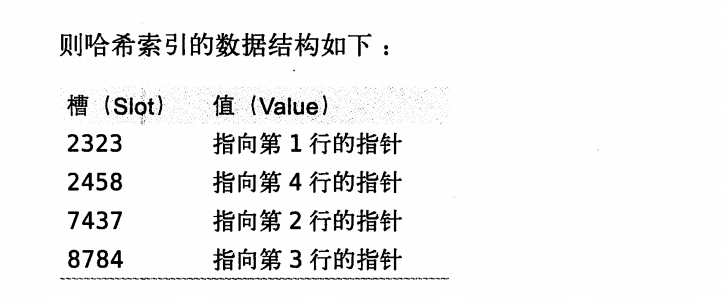 则哈希索引的数据结构如下：
槽（Slot） 值（Value）
2323 指向第 1 行的指针
2458 指向第 4 行的指针
7437 指向第 2 行的指针
8784 指向第 3 行的指针